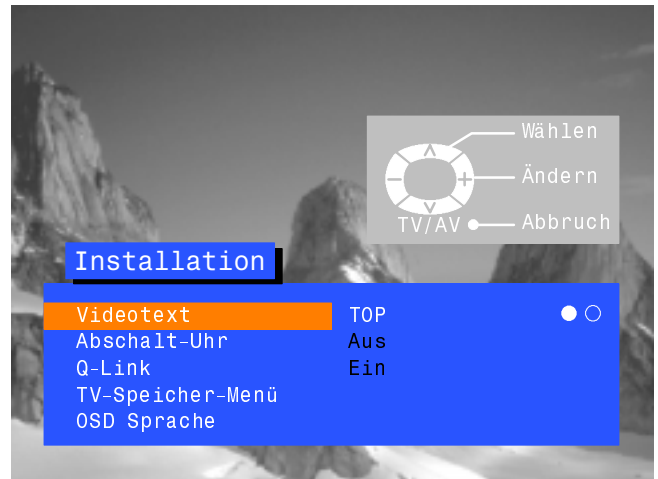 Wählen
Ändern
TV/AV Abbruch
Installation
Videotext TOP
Abschalt-Uhr Aus
Q-Link Ein
TV-Speicher-Menü
OSD Sprache